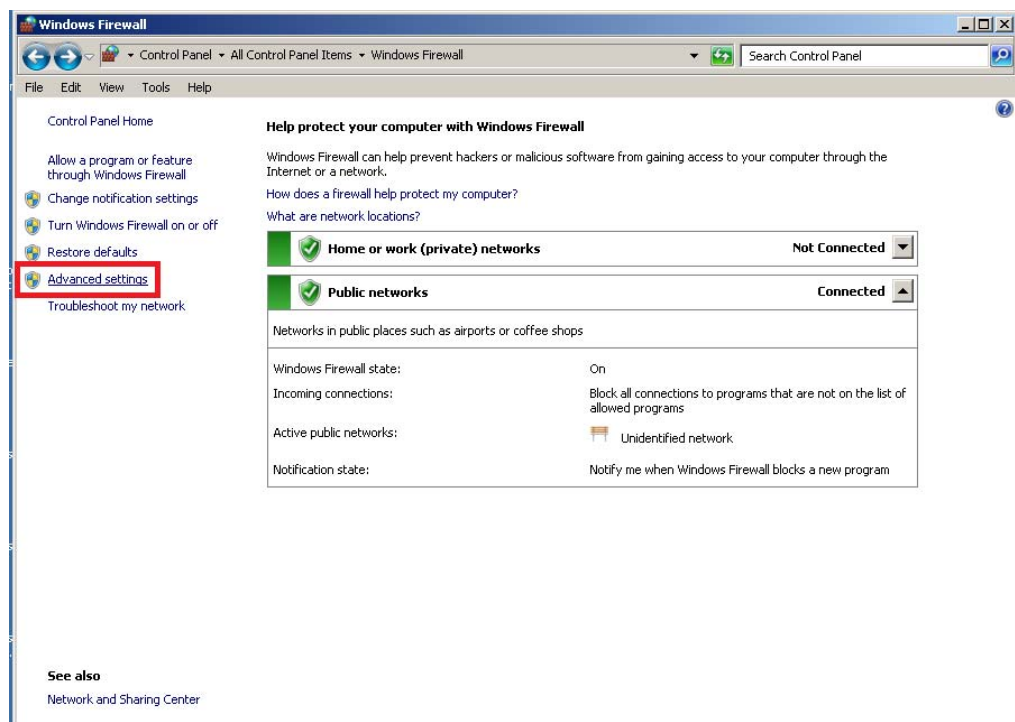 Windows Firewall
Control Panel All Control Panel Items Windows Firewall
Search Control Panel
File Edit View Tools Help
Control Panel Home
Allow a program or feature
through Windows Firewall
Change notification settings
Turn Windows Firewall on or off
Restore defaults
Advanced settings
Troubleshoot my network
Help protect your computer with Windows Firewall
Windows Firewall can help prevent hackers or malicious software from gaining access to your computer through the
Internet or a network.
How does a firewall help protect my computer?
What are network locations?
Home or work (private) networks Not Connected
Public networks Connected
Networks in public places such as airports or coffee shops
Windows Firewall state: On
Incoming connections: Block all connections to programs that are not on the list of
allowed programs
Active public networks: Unidentified network
Notification state: Notify me when Windows Firewall blocks a new program
See also
Network and Sharing Center